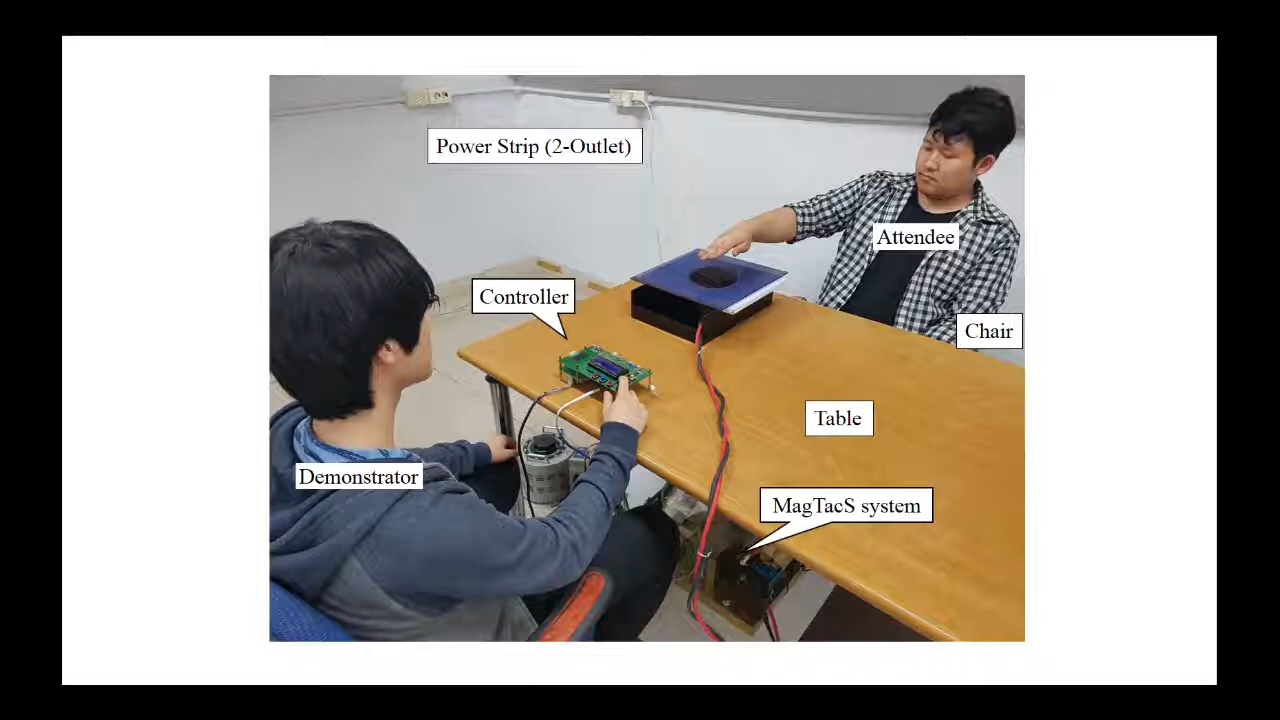 Power Strip (2-Outlet)
Attendee
Controller
Chair
Table
Demonstrator
MagTacS system